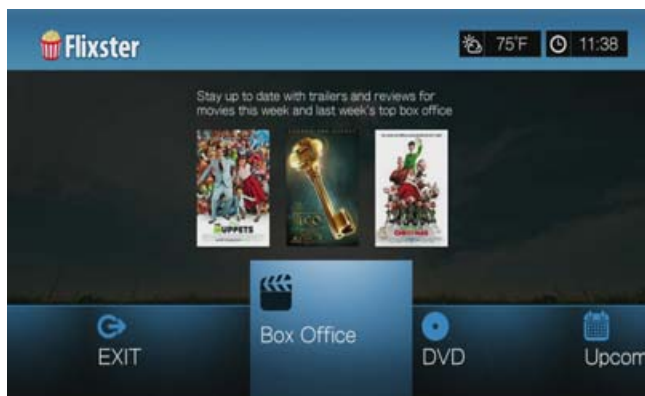 Flixster
75°F
11:38
Stay up to date with trailers and reviews for
movies this week and last week's top box office
MUPPETS
CHRISTMAS
EXIT
Box Office
DVD
Upcom